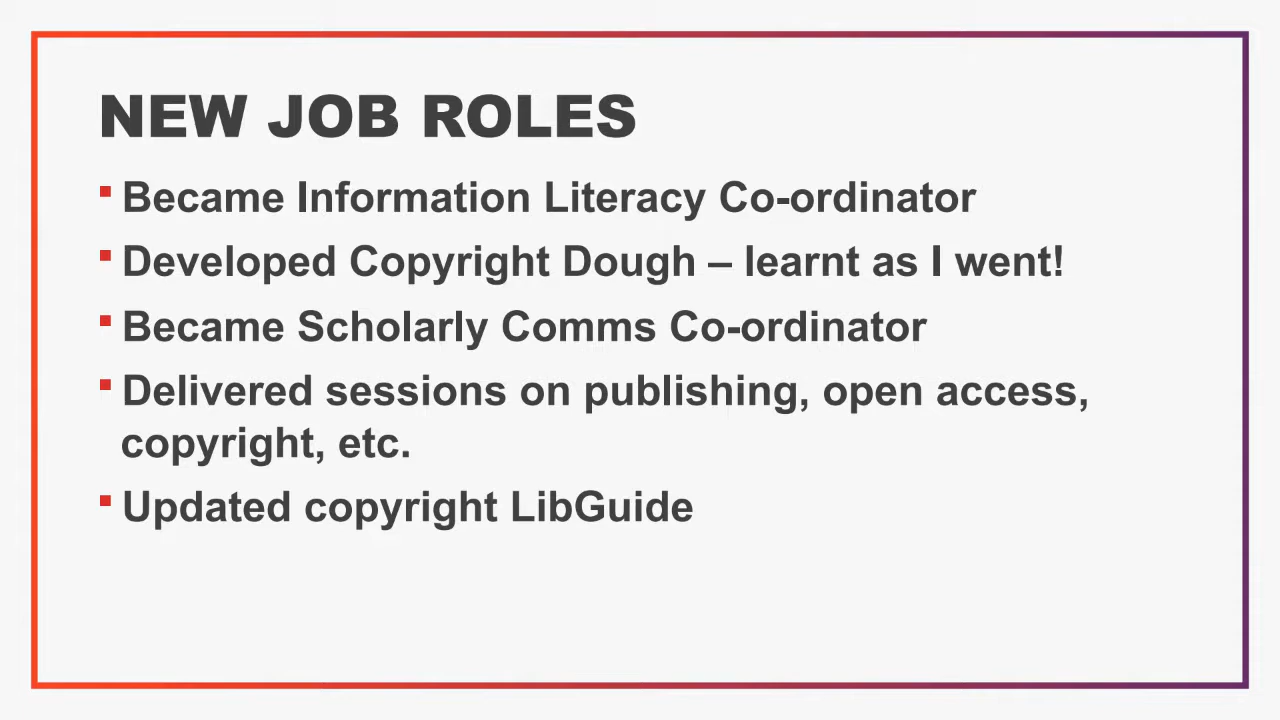 NEW JOB ROLES
Became Information Literacy Co-ordinator
Developed Copyright Dough – learnt as I went!
Became Scholarly Comms Co-ordinator
Delivered sessions on publishing, open access,
copyright, etc.
Updated copyright LibGuide